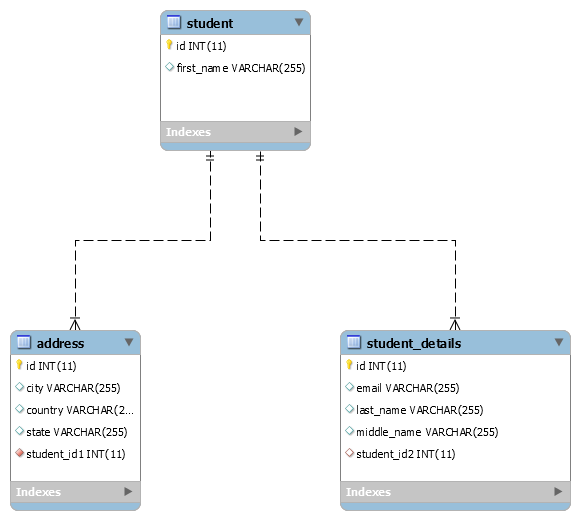 student
id INT(11)
first_name VARCHAR(255)
Indexes
address
id INT(11)
city VARCHAR(255)
country VARCHAR(2...
state VARCHAR(255)
student_id1 INT(11)
Indexes
student_details
id INT(11)
email VARCHAR(255)
last_name VARCHAR(255)
middle_name VARCHAR(255)
student_id2 INT(11)
Indexes